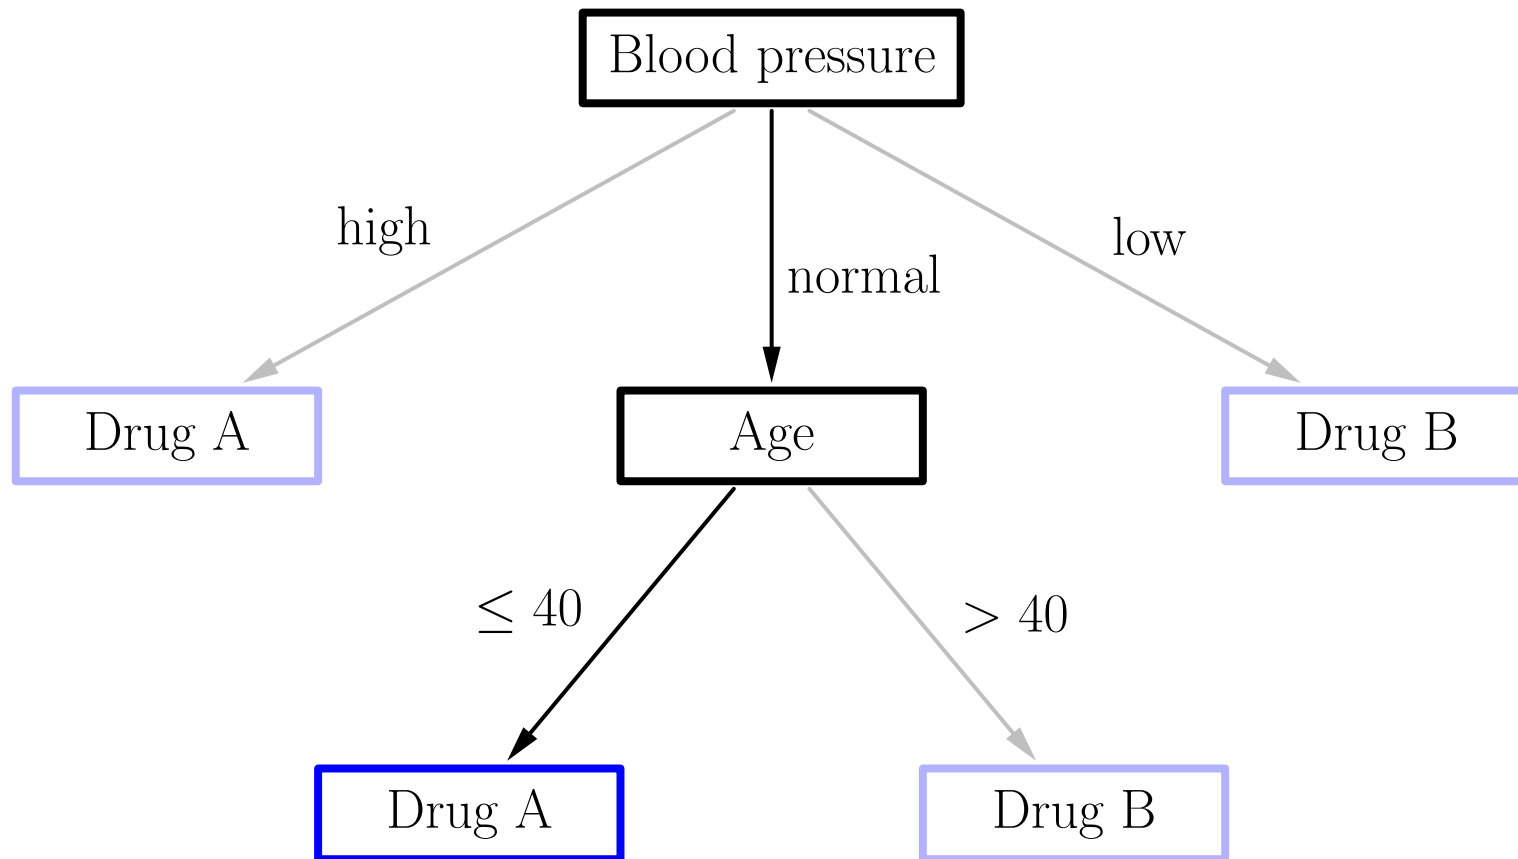 Blood pressure
high
low
normal
Drug A
Age
Drug B
≤ 40
> 40
Drug A
Drug B